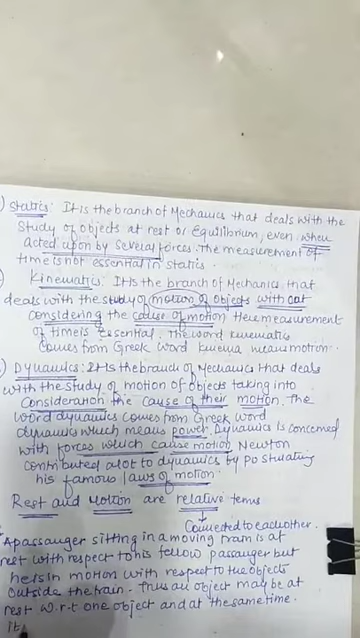 ) Statics: It is the branch of Mechanics that deals with the
study of objects at rest or Equilibrium, even when
acted upon by several forces. The measurement of
time is not essential in statics.
) Kinematics: It is the branch of Mechanics that
deals with the study of motion of objects with out
considering the cause of motion Here measurement
of time is essential. The word kinematics
comes from Greek word kinema means motion.
) Dynamics: It is the branch of Mechanics that deals
with the study of motion of objects taking into
Consideration the cause of their motion. The
word dynamics comes from Greek word
dynamis which means power. Dynamics is concerned
with forces which cause motion Newton
contributed alot to dynamics by postulating
his famous laws of motion.
Rest and Motion are relative terms
Connected to each other.
A passanger sitting in a moving train is at
rest with respect to his fellow passanger but
he is in motion with respect to the objects
outside the train. Thus an object may be at
rest w.r.t one object and at the same time.
it